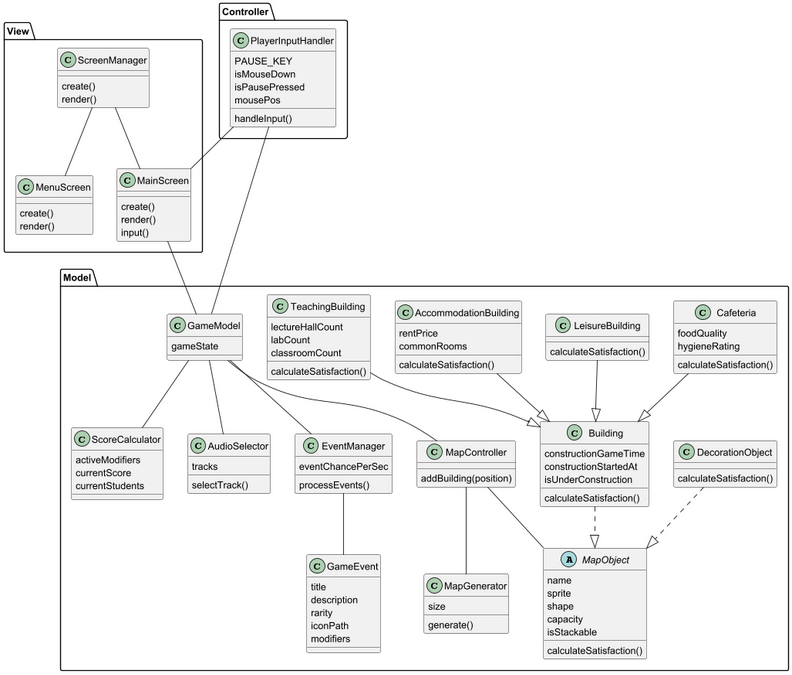 Controller
C PlayerInputHandler
PAUSE_KEY
isMouseDown
isPausePressed
mousePos
handleInput()
View
C ScreenManager
create()
render()
C MenuScreen
create()
render()
C MainScreen
create()
render()
input()
Model
C GameModel
gameState
C TeachingBuilding
lectureHallCount
labCount
classroomCount
calculateSatisfaction()
C AccommodationBuilding
rentPrice
commonRooms
calculateSatisfaction()
C LeisureBuilding
calculateSatisfaction()
C Cafeteria
foodQuality
hygieneRating
calculateSatisfaction()
C ScoreCalculator
activeModifiers
currentScore
currentStudents
C AudioSelector
tracks
selectTrack()
C EventManager
eventChancePerSec
processEvents()
C MapController
addBuilding(position)
C Building
constructionGameTime
constructionStartedAt
isUnderConstruction
calculateSatisfaction()
C DecorationObject
calculateSatisfaction()
C GameEvent
title
description
rarity
iconPath
modifiers
C MapGenerator
size
generate()
A MapObject
name
sprite
shape
capacity
isStackable
calculateSatisfaction()